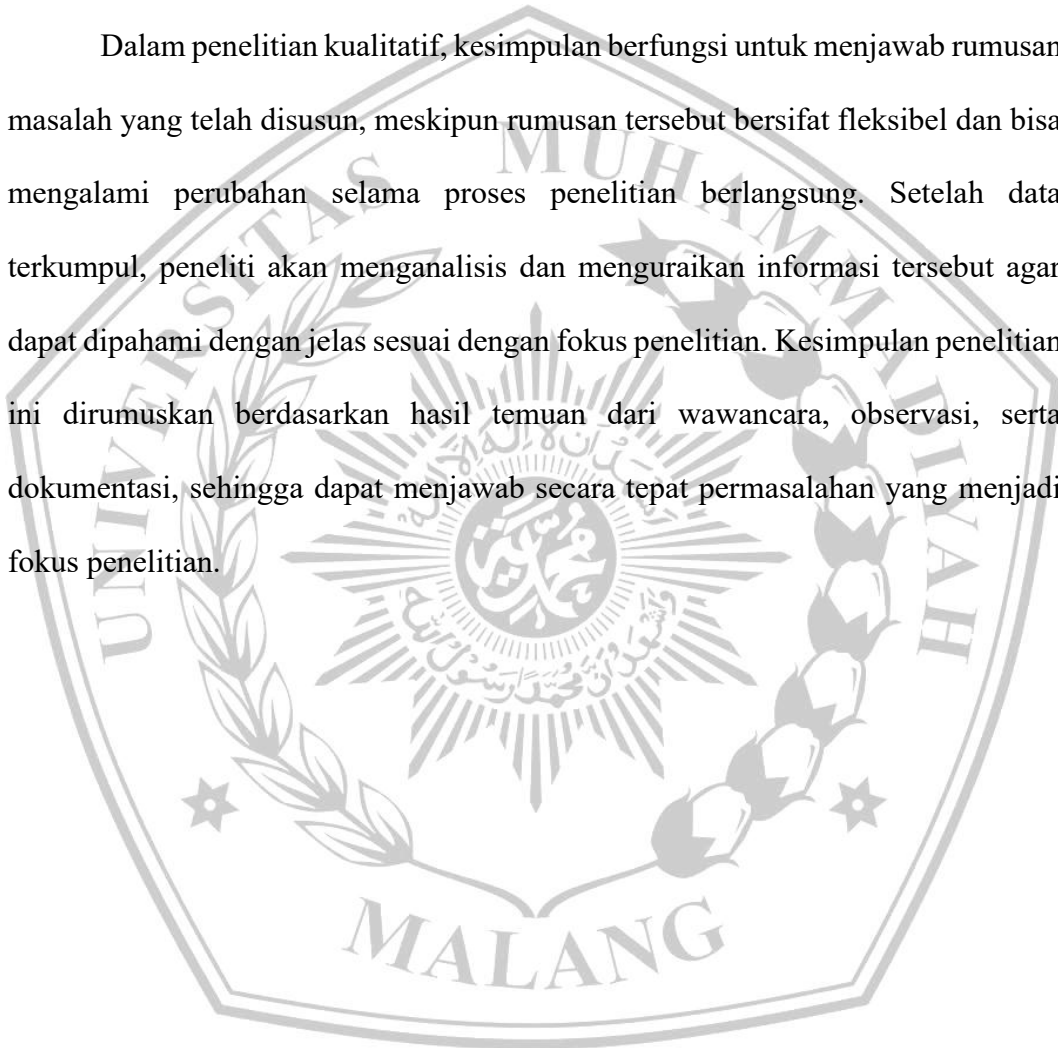 Dalam penelitian kualitatif, kesimpulan berfungsi untuk menjawab rumusan
masalah yang telah disusun, meskipun rumusan tersebut bersifat fleksibel dan bisa
mengalami perubahan selama proses penelitian berlangsung. Setelah data
terkumpul, peneliti akan menganalisis dan menguraikan informasi tersebut agar
dapat dipahami dengan jelas sesuai dengan fokus penelitian. Kesimpulan penelitian
ini dirumuskan berdasarkan hasil temuan dari wawancara, observasi, serta
dokumentasi, sehingga dapat menjawab secara tepat permasalahan yang menjadi
fokus penelitian.
UNIVERSITAS MUHAMMADIYAH
MALANG